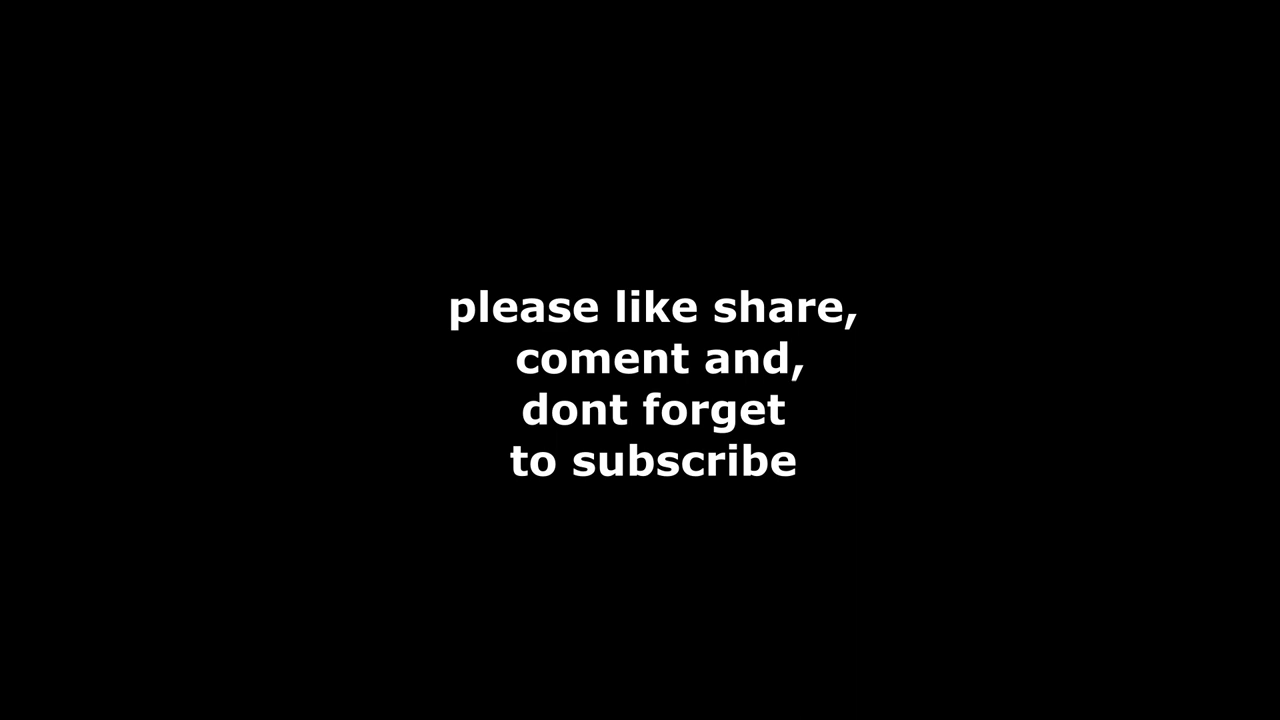 please like share,
coment and,
dont forget
to subscribe